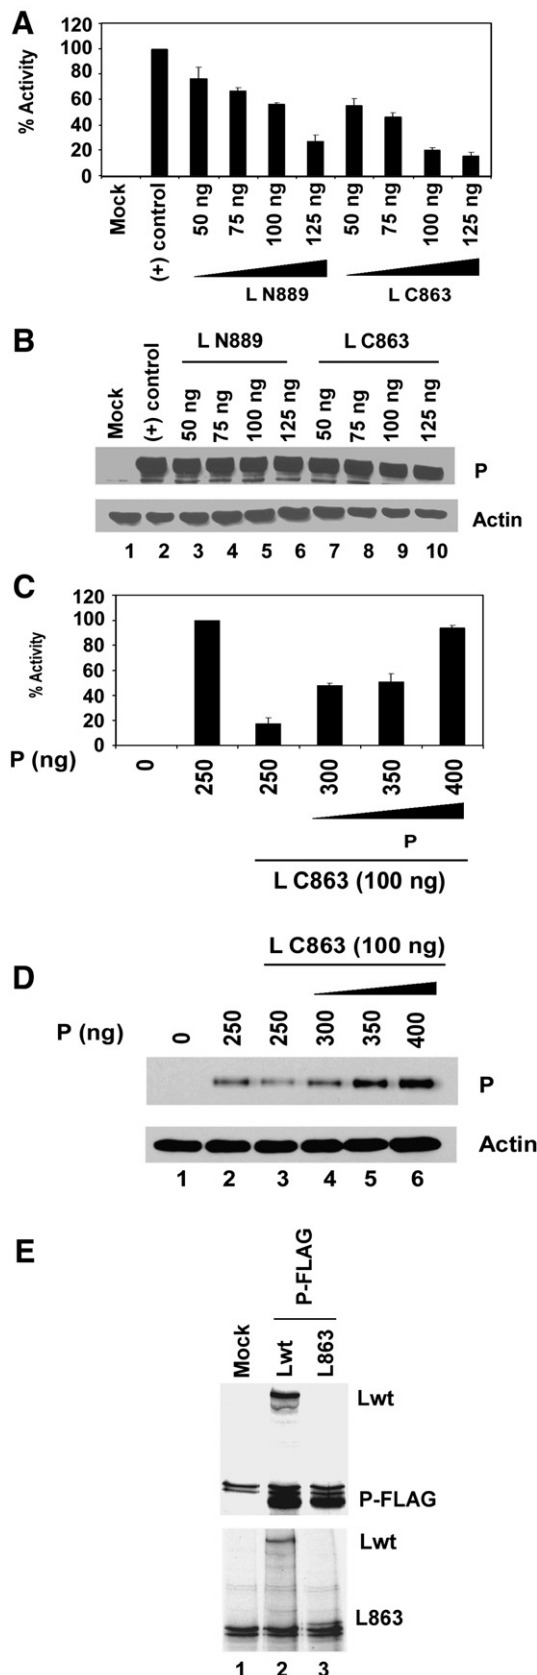 A
% Activity
120
100
80
60
40
20
0
Mock
(+) control
50 ng
75 ng
100 ng
125 ng
50 ng
75 ng
100 ng
125 ng
L N889
L C863
B
L N889
L C863
Mock
(+) control
50 ng
75 ng
100 ng
125 ng
50 ng
75 ng
100 ng
125 ng
P
Actin
1 2 3 4 5 6 7 8 9 10
C
% Activity
120
100
80
60
40
20
0
P (ng)
0
250
250
300
350
400
P
L C863 (100 ng)
D
L C863 (100 ng)
P (ng)
0
250
250
300
350
400
P
Actin
1 2 3 4 5 6
E
P-FLAG
Mock
Lwt
L863
Lwt
P-FLAG
Lwt
L863
1 2 3